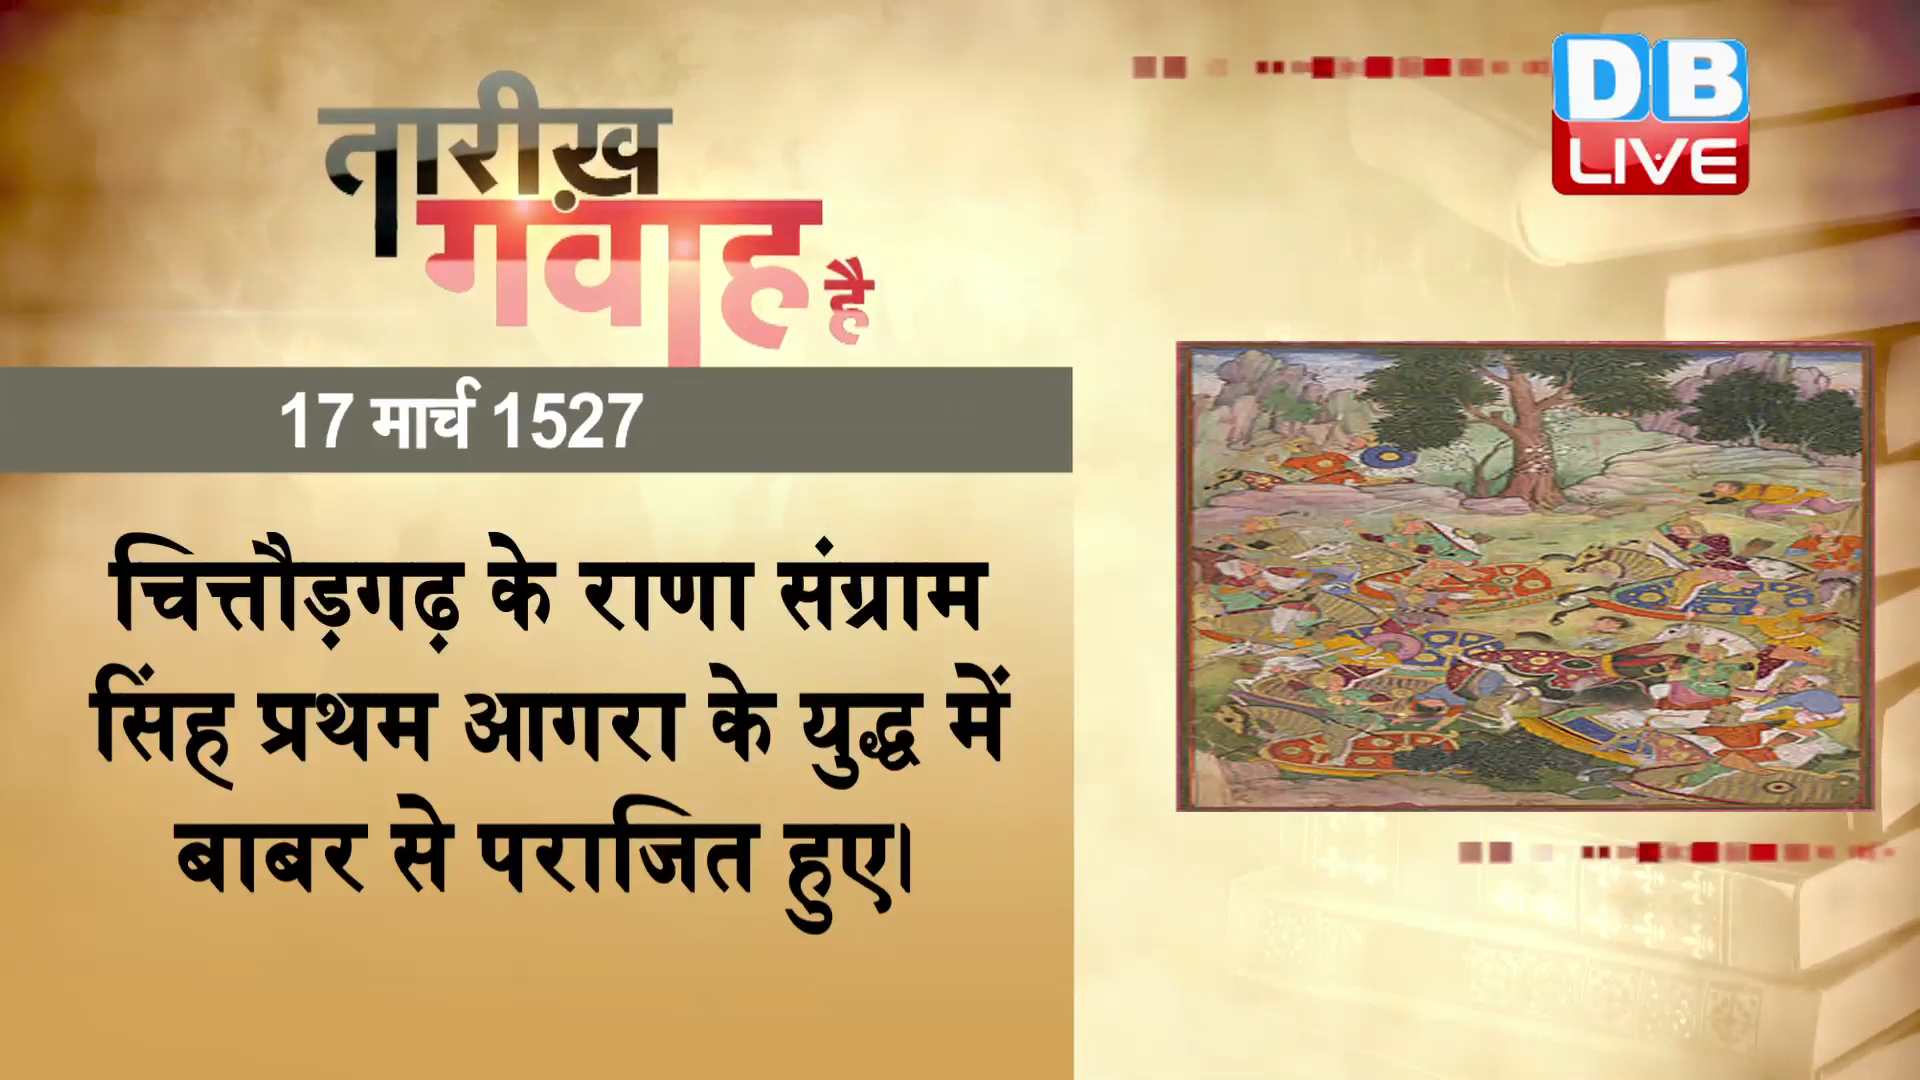 तारीख़
गवाह है
DB
LIVE
17 मार्च 1527
चित्तौड़गढ़ के राणा संग्राम
सिंह प्रथम आगरा के युद्ध में
बाबर से पराजित हुए।